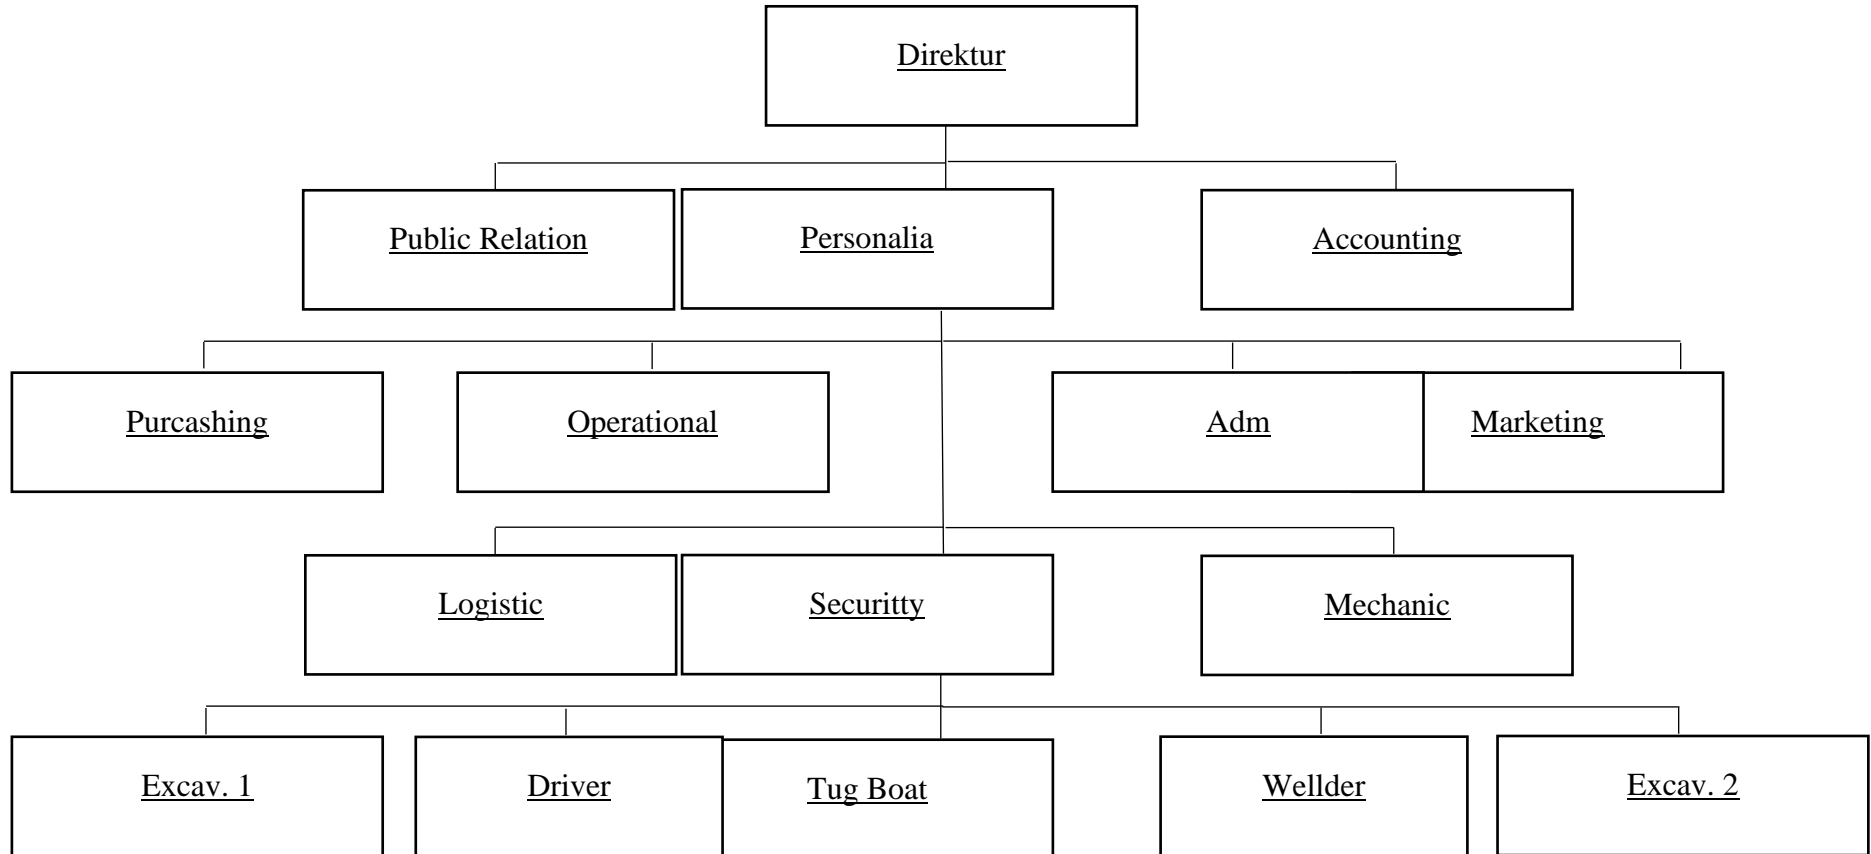 Direktur
Public Relation
Personalia
Accounting
Purcashing
Operational
Adm
Marketing
Logistic
Securitty
Mechanic
Excav. 1
Driver
Tug Boat
Wellder
Excav. 2